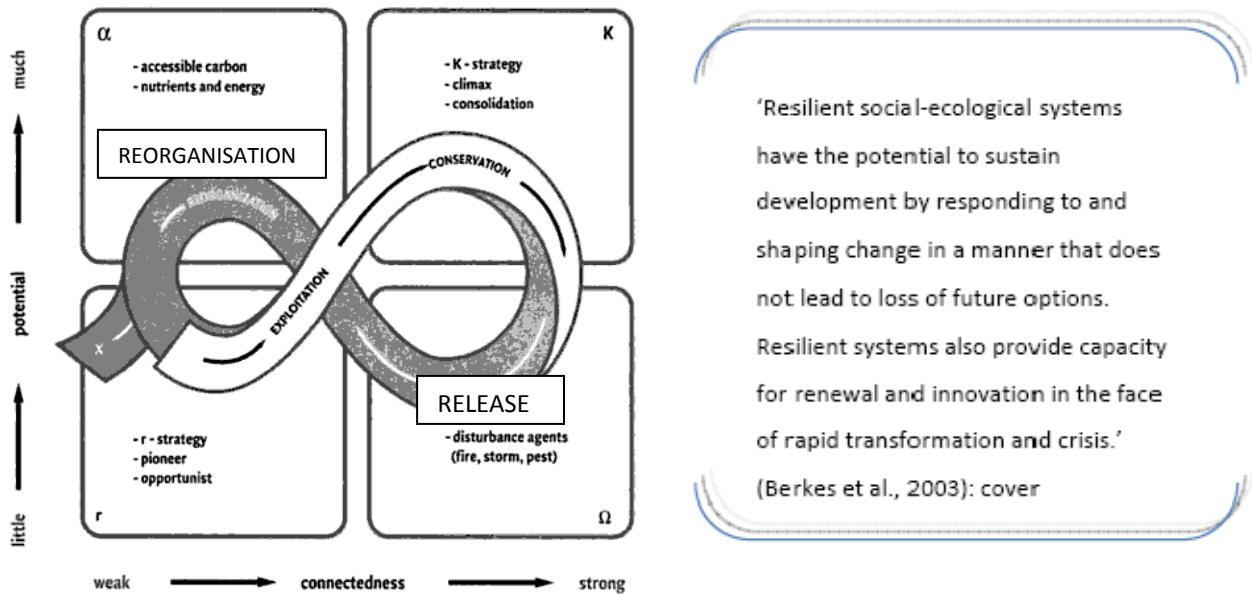 α
- accessible carbon
- nutrients and energy
REORGANISATION
REORGANIZATION
K
- K - strategy
- climax
- consolidation
CONSERVATION
EXPLOITATION
x
RELEASE
- r - strategy
- pioneer
- opportunist
r
- disturbance agents
(fire, storm, pest)
Ω
much
potential
little
weak
connectedness
strong
‘Resilient social-ecological systems
have the potential to sustain
development by responding to and
shaping change in a manner that does
not lead to loss of future options.
Resilient systems also provide capacity
for renewal and innovation in the face
of rapid transformation and crisis.’
(Berkes et al., 2003): cover